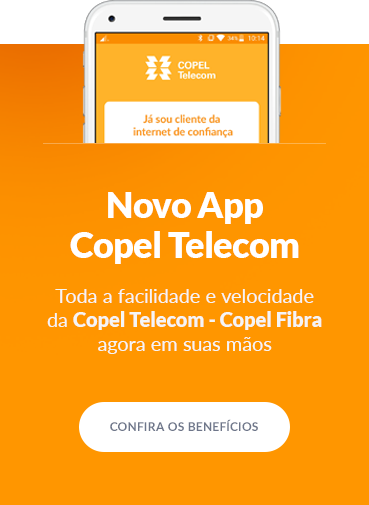 34% 10:14
COPEL
Telecom
Já sou cliente da
internet de confiança
Novo App
Copel Telecom
Toda a facilidade e velocidade
da Copel Telecom - Copel Fibra
agora em suas mãos
CONFIRA OS BENEFÍCIOS